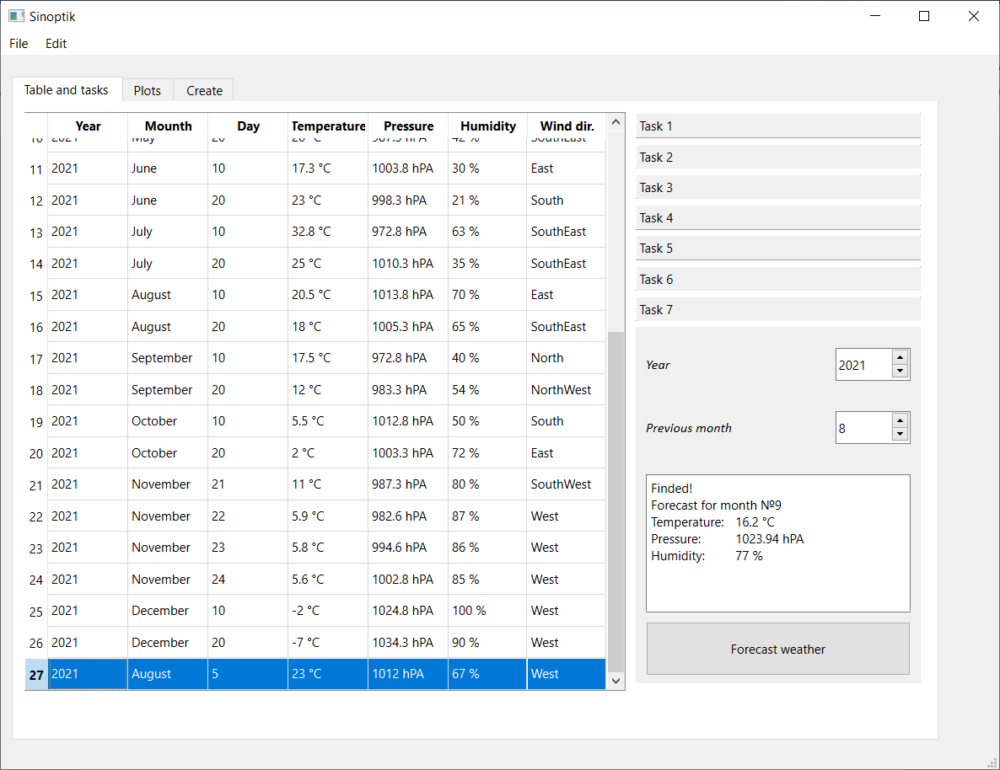 Sinoptik
File Edit
Table and tasks Plots Create
Year Mounth Day Temperature Pressure Humidity Wind dir.
10 2021 May 20 20 °C 987.3 hPA 42 % SouthEast
11 2021 June 10 17.3 °C 1003.8 hPA 30 % East
12 2021 June 20 23 °C 998.3 hPA 21 % South
13 2021 July 10 32.8 °C 972.8 hPA 63 % SouthEast
14 2021 July 20 25 °C 1010.3 hPA 35 % SouthEast
15 2021 August 10 20.5 °C 1013.8 hPA 70 % East
16 2021 August 20 18 °C 1005.3 hPA 65 % SouthEast
17 2021 September 10 17.5 °C 972.8 hPA 40 % North
18 2021 September 20 12 °C 983.3 hPA 54 % NorthWest
19 2021 October 10 5.5 °C 1012.8 hPA 50 % South
20 2021 October 20 2 °C 1003.3 hPA 72 % East
21 2021 November 21 11 °C 987.3 hPA 80 % SouthWest
22 2021 November 22 5.9 °C 982.6 hPA 87 % West
23 2021 November 23 5.8 °C 994.6 hPA 86 % West
24 2021 November 24 5.6 °C 1002.8 hPA 85 % West
25 2021 December 10 -2 °C 1024.8 hPA 100 % West
26 2021 December 20 -7 °C 1034.3 hPA 90 % West
27 2021 August 5 23 °C 1012 hPA 67 % West
Task 1
Task 2
Task 3
Task 4
Task 5
Task 6
Task 7
Year 2021
Previous month 8
Finded!
Forecast for month №9
Temperature: 16.2 °C
Pressure: 1023.94 hPA
Humidity: 77 %
Forecast weather